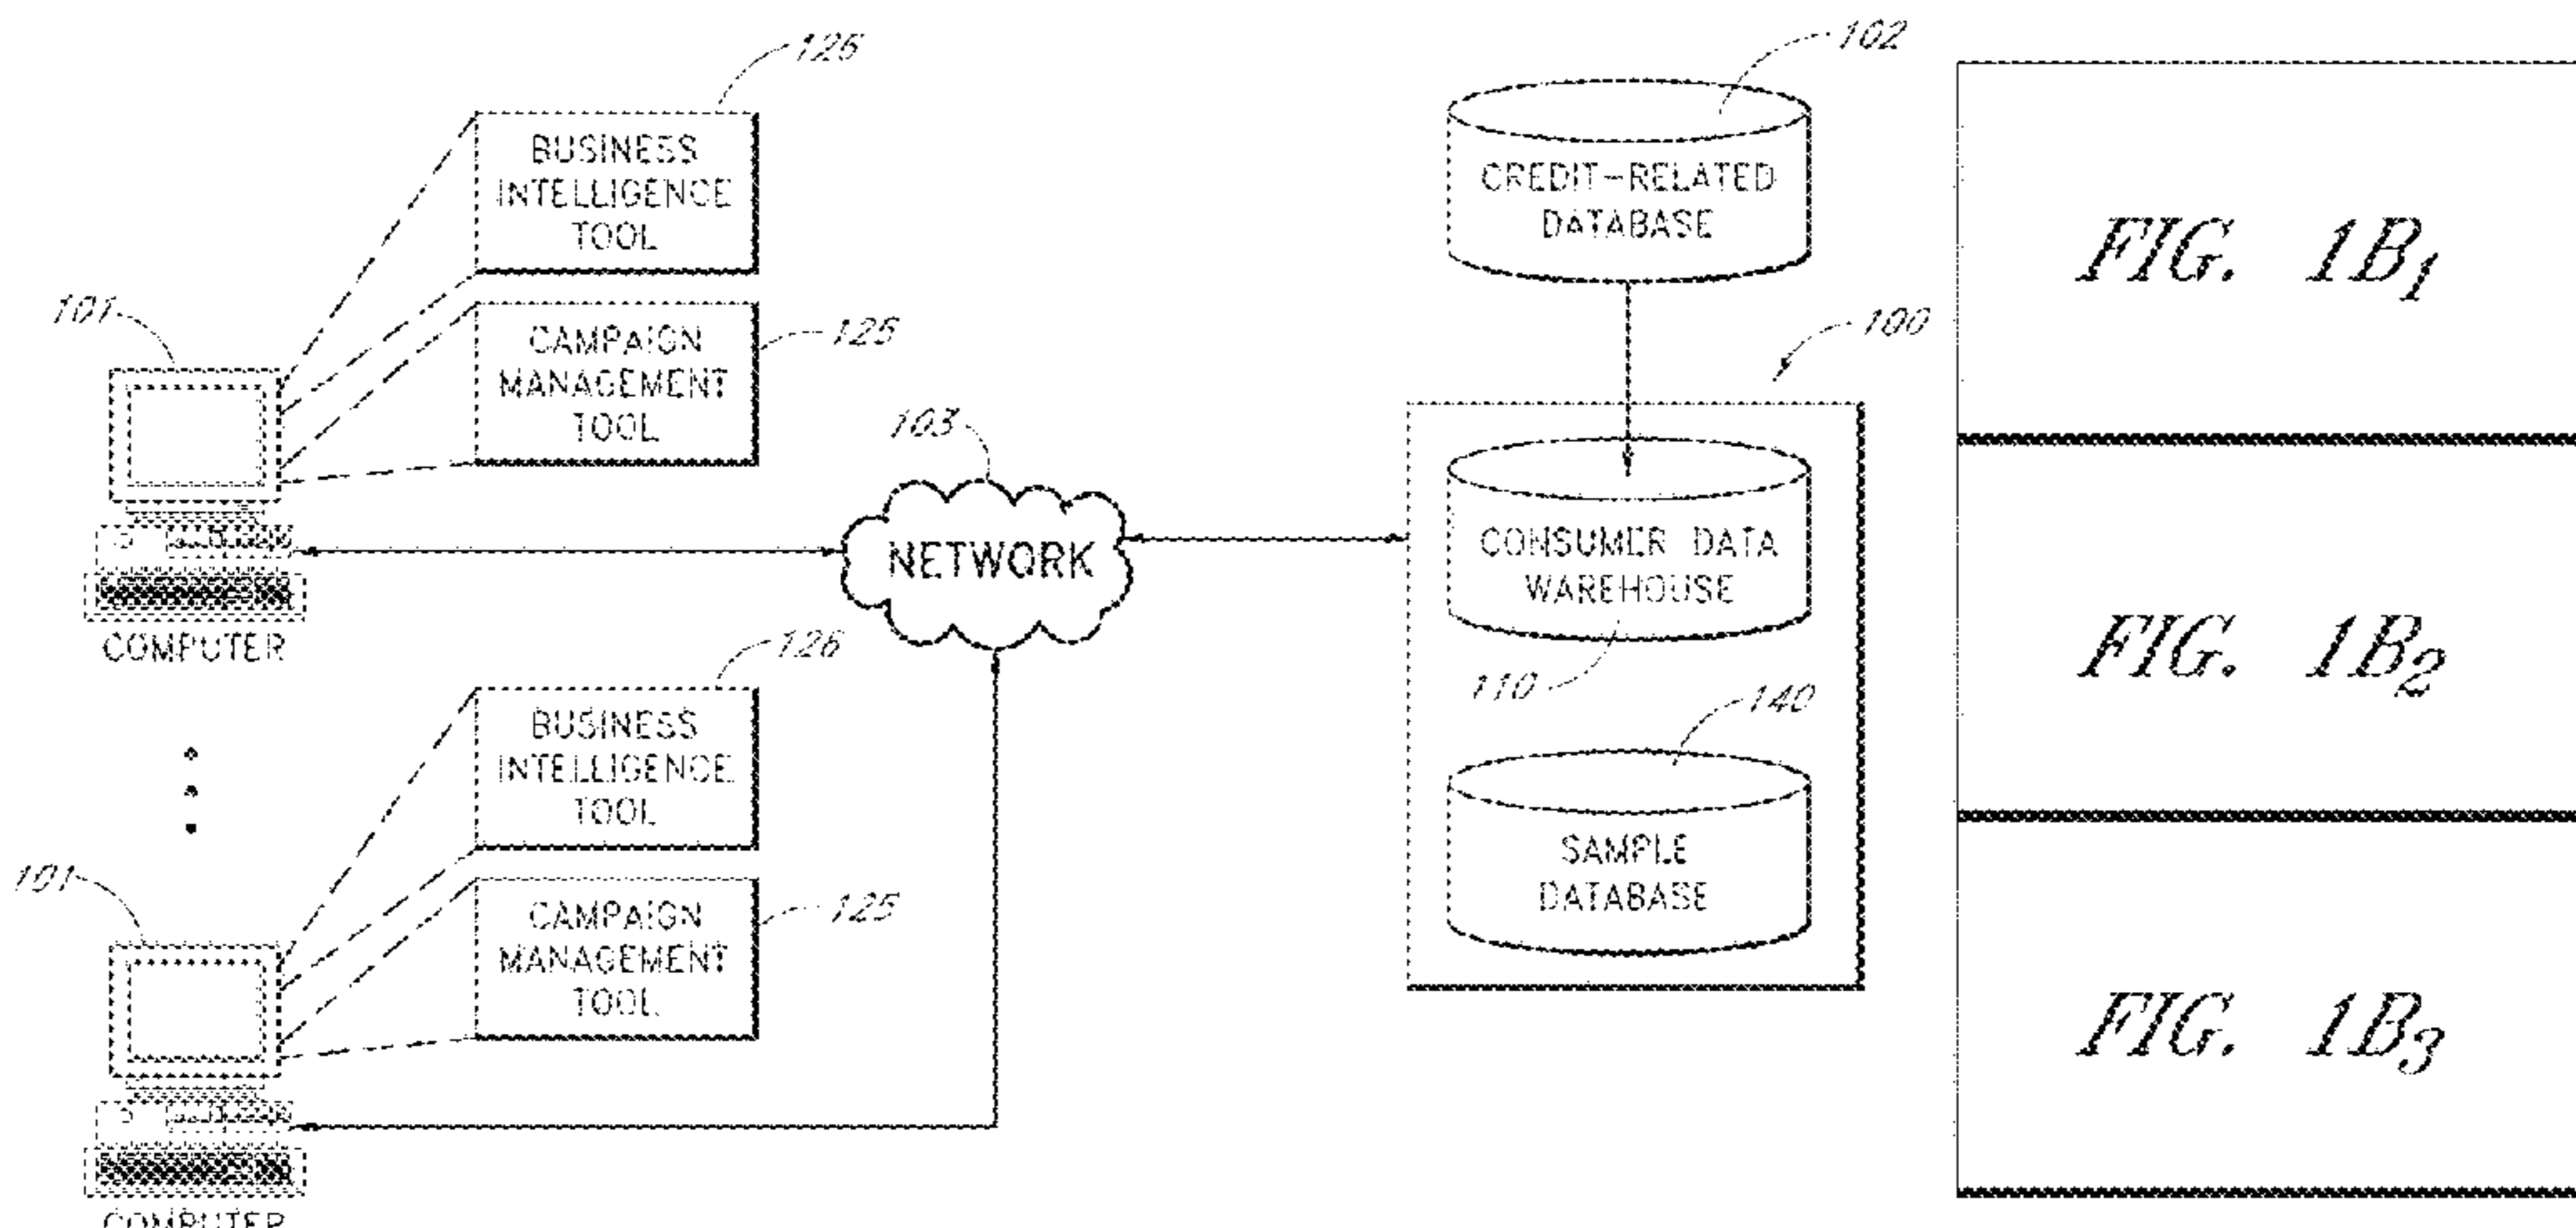 126
BUSINESS
INTELLIGENCE
TOOL
101
CAMPAIGN
MANAGEMENT
TOOL
125
COMPUTER
103
NETWORK
126
BUSINESS
INTELLIGENCE
TOOL
101
CAMPAIGN
MANAGEMENT
TOOL
125
COMPUTER
102
CREDIT-RELATED
DATABASE
100
CONSUMER DATA
WAREHOUSE
110
140
SAMPLE
DATABASE
FIG. 1B1
FIG. 1B2
FIG. 1B3